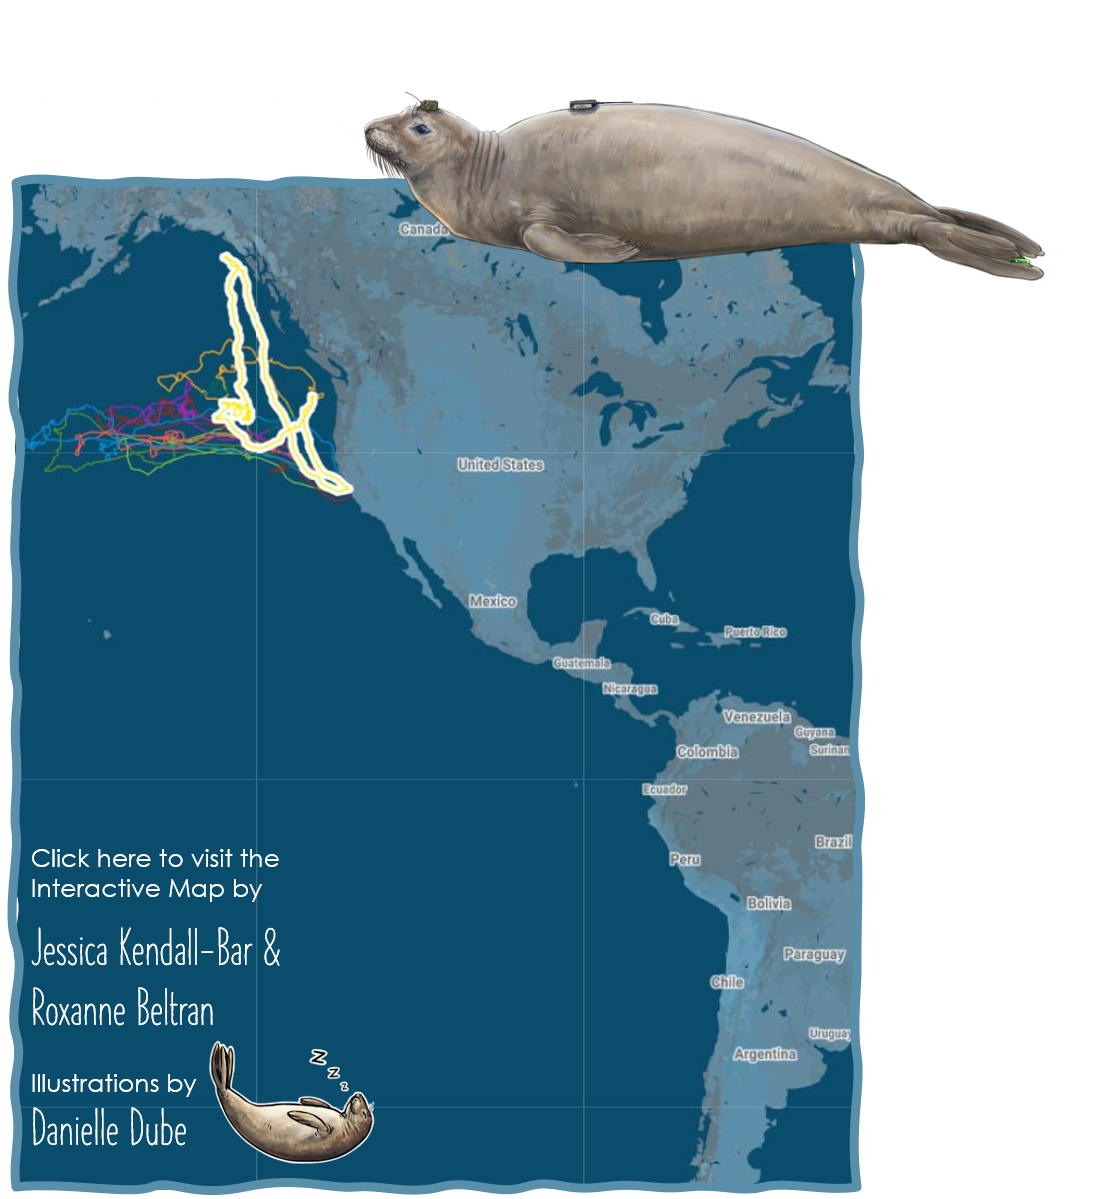 Canada
United States
Mexico
Cuba
Puerto Rico
Guatemala
Nicaragua
Venezuela
Guyana
Surinam
Colombia
Ecuador
Brazil
Peru
Bolivia
Paraguay
Chile
Uruguay
Argentina
Click here to visit the
Interactive Map by
Jessica Kendall-Bar &
Roxanne Beltran
Illustrations by
Danielle Dube
Z
Z
Z